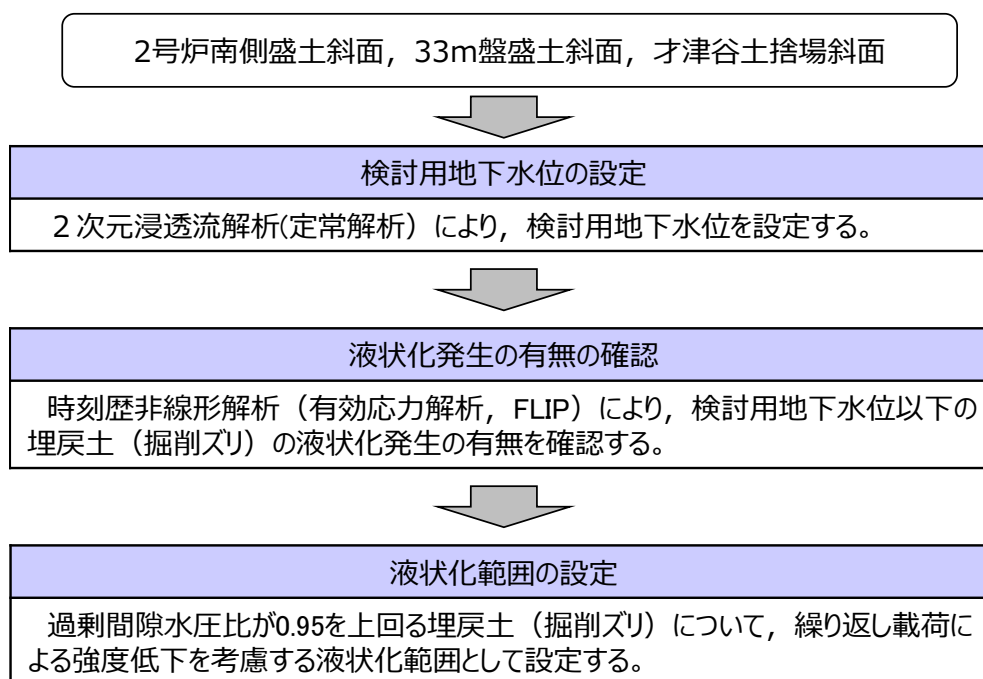 2号炉南側盛土斜面，33m盤盛土斜面，才津谷土捨場斜面
検討用地下水位の設定
２次元浸透流解析(定常解析）により，検討用地下水位を設定する。
液状化発生の有無の確認
時刻歴非線形解析（有効応力解析，FLIP）により，検討用地下水位以下の
埋戻土（掘削ズリ）の液状化発生の有無を確認する。
液状化範囲の設定
過剰間隙水圧比が0.95を上回る埋戻土（掘削ズリ）について，繰り返し載荷に
よる強度低下を考慮する液状化範囲として設定する。